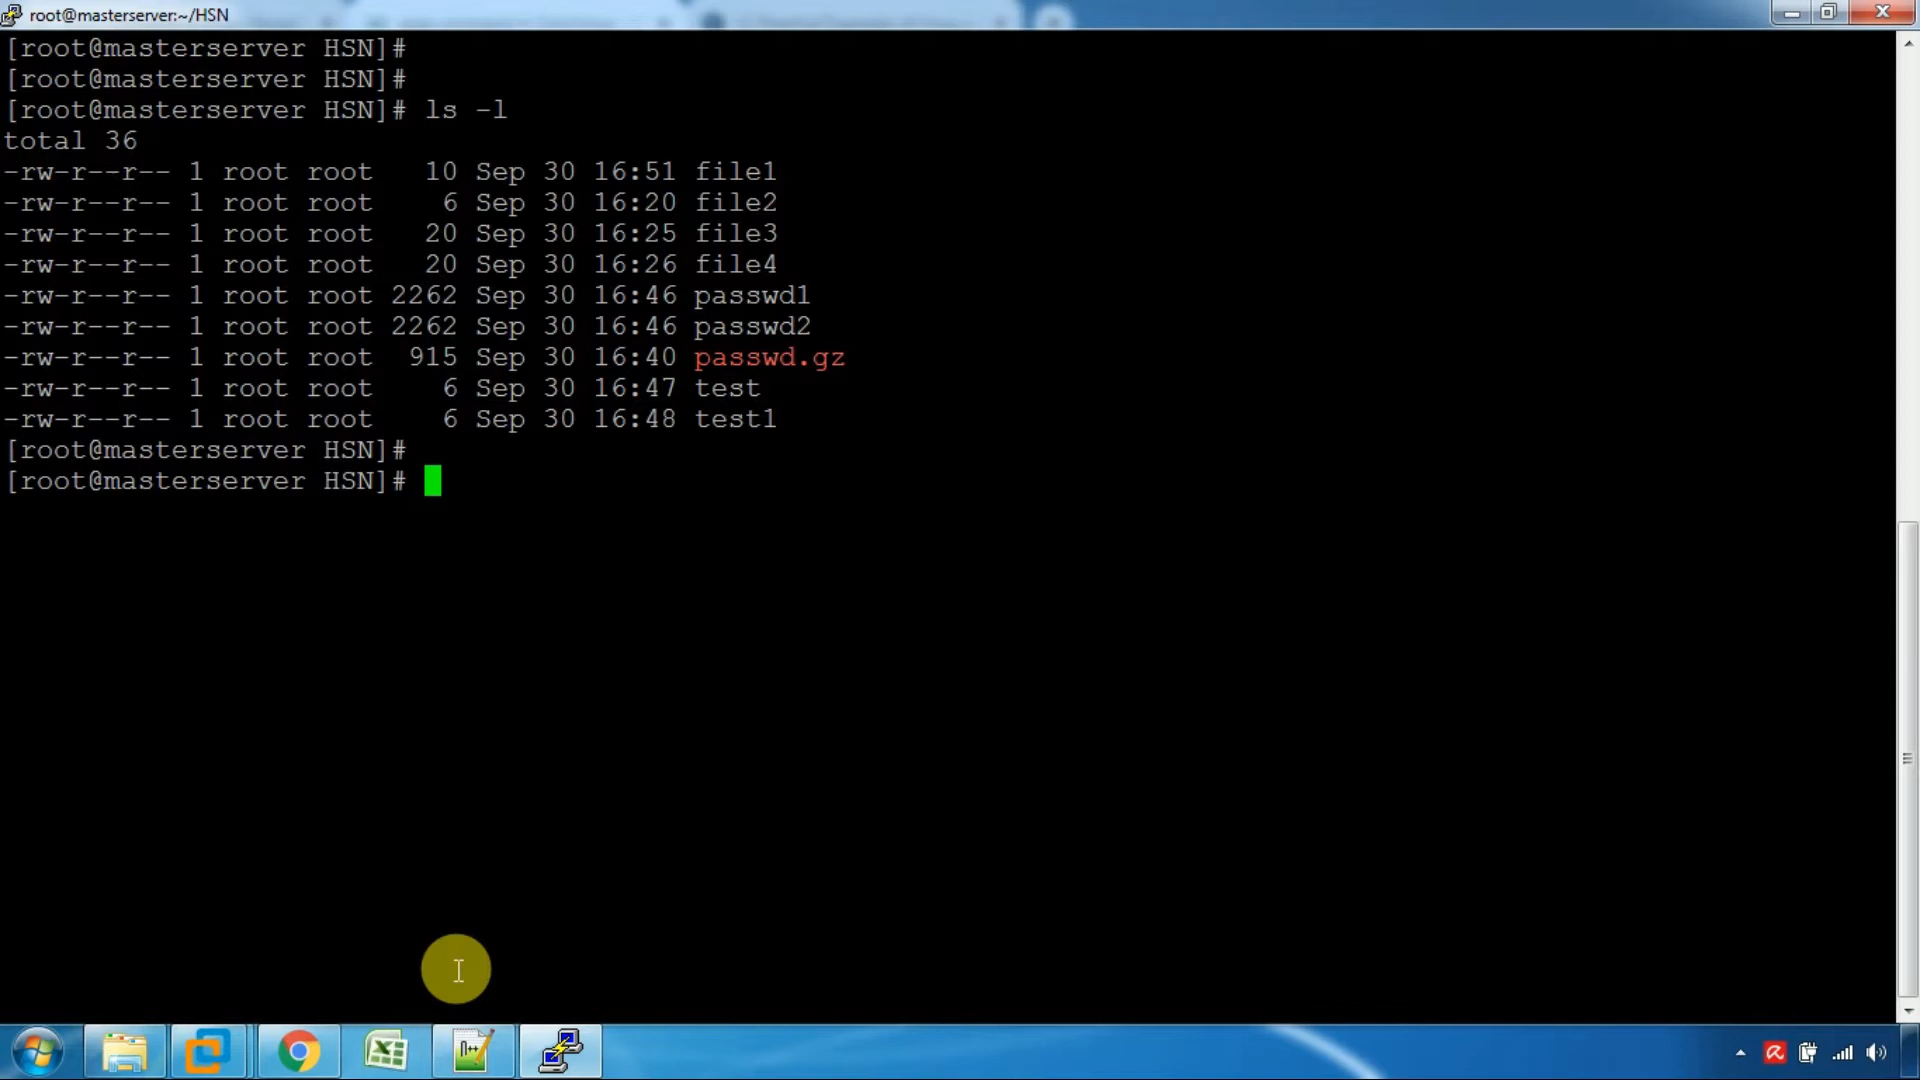 root@masterserver:~/HSN
[root@masterserver HSN]#
[root@masterserver HSN]#
[root@masterserver HSN]# ls -l
total 36
-rw-r--r-- 1 root root   10 Sep 30 16:51 file1
-rw-r--r-- 1 root root    6 Sep 30 16:20 file2
-rw-r--r-- 1 root root   20 Sep 30 16:25 file3
-rw-r--r-- 1 root root   20 Sep 30 16:26 file4
-rw-r--r-- 1 root root 2262 Sep 30 16:46 passwd1
-rw-r--r-- 1 root root 2262 Sep 30 16:46 passwd2
-rw-r--r-- 1 root root  915 Sep 30 16:40 passwd.gz
-rw-r--r-- 1 root root    6 Sep 30 16:47 test
-rw-r--r-- 1 root root    6 Sep 30 16:48 test1
[root@masterserver HSN]#
[root@masterserver HSN]#